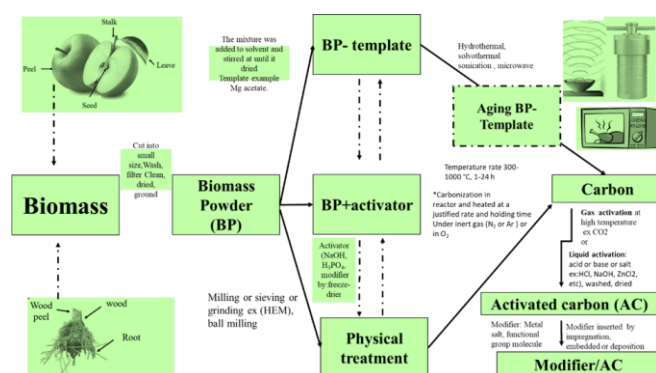 Stalk
Peel
Leave
Seed
The mixture was
added to solvent and
stirred at until it
dried
Template example
Mg acetate.
BP- template
Hydrothermal,
solvothermal
sonication , microwave
Aging BP-
Template
Cut into
small
size,Wash,
filter Clean,
dried,
ground
Biomass
Biomass
Powder (BP)
BP+activator
Temperature rate 300-
1000 °C, 1-24 h
*Carbonization in
reactor and heated at a
justified rate and holding time
Under inert gas (N2 or Ar ) or
in O2
Carbon
Gas activation at
high temperature
ex CO2
or
Liquid activation:
acid or base or salt
ex:HCl, NaOH, ZnCl2,
etc), washed, dried
Activator
(NaOH,
H3PO4,
modifier
by:freeze-
drier
Milling or sieving or
grinding ex (HEM),
ball milling
Wood
peel
wood
Root
Physical
treatment
Activated carbon (AC)
Modifier: Metal
salt, functional
group molecule
Modifier inserted by
impregnation,
embedded or deposition
Modifier/AC